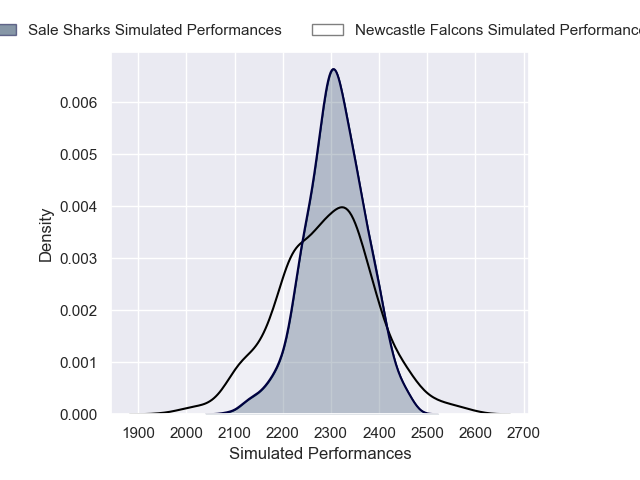 Sale Sharks Simulated Performances
Newcastle Falcons Simulated Performanc
0.006
0.005
0.004
0.003
0.002
0.001
0.000
Density
1900 2000 2100 2200 2300 2400 2500 2600 2700
Simulated Performances